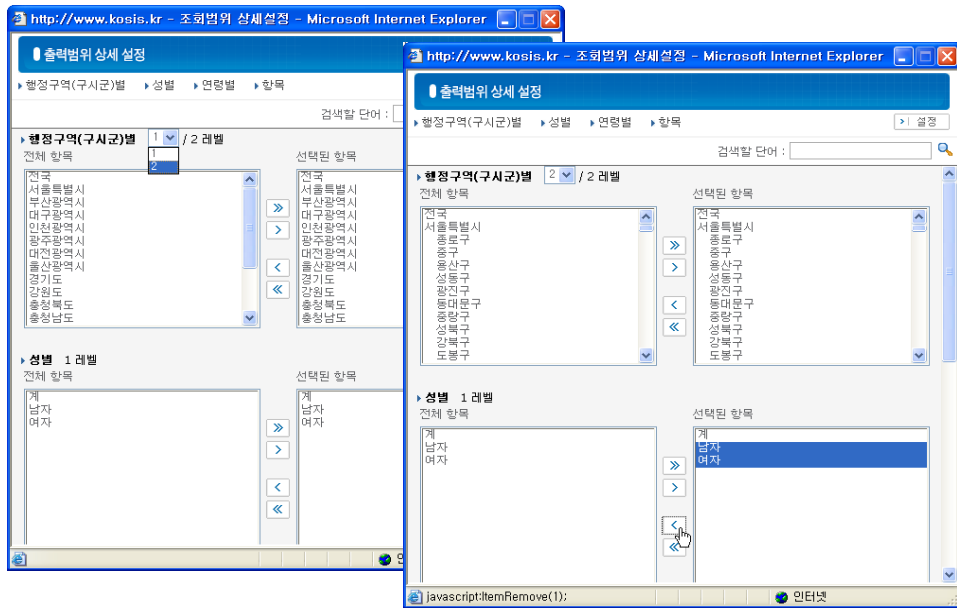 http://www.kosis.kr - 조회범위 상세설정 - Microsoft Internet Explorer
출력범위 상세 설정
행정구역(구시군)별 성별 연령별 항목
검색할 단어 :
행정구역(구시군)별 1 / 2 레벨
1
2
전체 항목 선택된 항목
전국 전국
서울특별시 서울특별시
부산광역시 부산광역시
대구광역시 대구광역시
인천광역시 인천광역시
광주광역시 광주광역시
대전광역시 대전광역시
울산광역시 울산광역시
경기도 경기도
강원도 강원도
충청북도 충청북도
충청남도 충청남도
성별 1 레벨
전체 항목 선택된 항목
계 계
남자 남자
여자 여자
http://www.kosis.kr - 조회범위 상세설정 - Microsoft Internet Explorer
출력범위 상세 설정
행정구역(구시군)별 성별 연령별 항목 설정
검색할 단어 :
행정구역(구시군)별 2 / 2 레벨
전체 항목 선택된 항목
전국 전국
서울특별시 서울특별시
종로구 종로구
중구 중구
용산구 용산구
성동구 성동구
광진구 광진구
동대문구 동대문구
중랑구 중랑구
성북구 성북구
강북구 강북구
도봉구 도봉구
성별 1 레벨
전체 항목 선택된 항목
계 계
남자 남자
여자 여자
javascript:ItemRemove(1); 인터넷